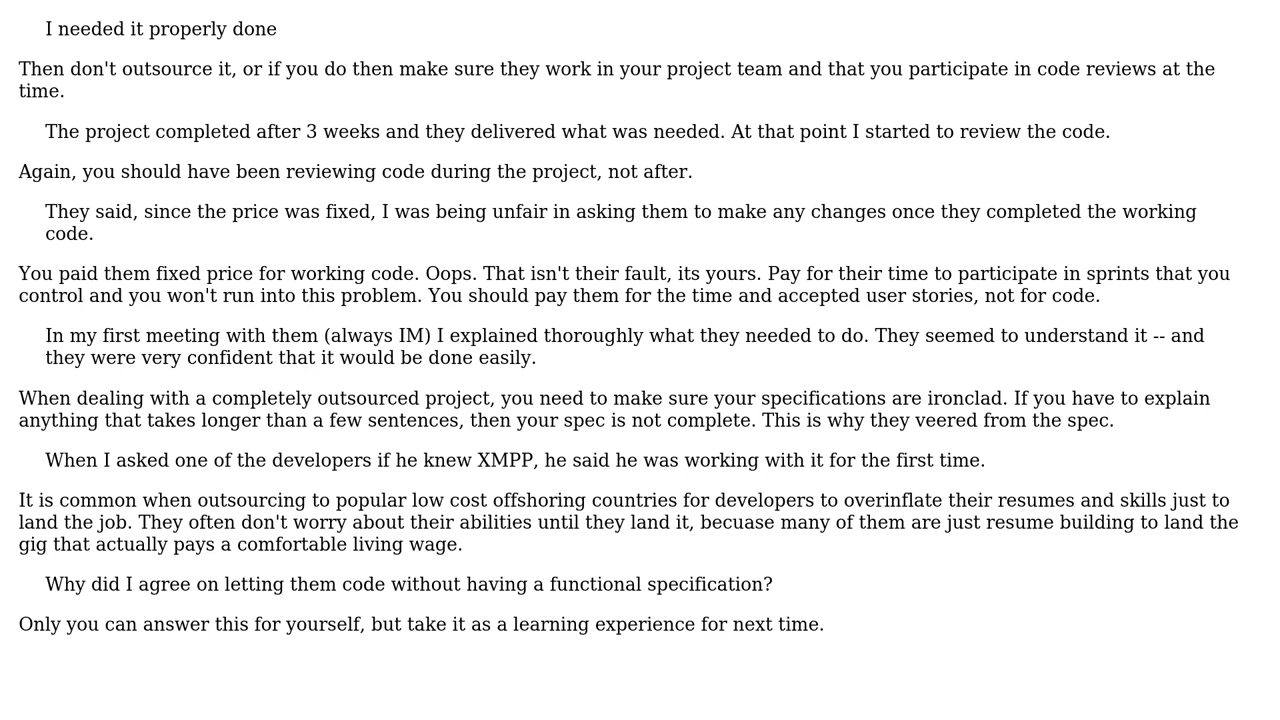 I needed it properly done
Then don't outsource it, or if you do then make sure they work in your project team and that you participate in code reviews at the
time.
The project completed after 3 weeks and they delivered what was needed. At that point I started to review the code.
Again, you should have been reviewing code during the project, not after.
They said, since the price was fixed, I was being unfair in asking them to make any changes once they completed the working
code.
You paid them fixed price for working code. Oops. That isn't their fault, its yours. Pay for their time to participate in sprints that you
control and you won't run into this problem. You should pay them for the time and accepted user stories, not for code.
In my first meeting with them (always IM) I explained thoroughly what they needed to do. They seemed to understand it -- and
they were very confident that it would be done easily.
When dealing with a completely outsourced project, you need to make sure your specifications are ironclad. If you have to explain
anything that takes longer than a few sentences, then your spec is not complete. This is why they veered from the spec.
When I asked one of the developers if he knew XMPP, he said he was working with it for the first time.
It is common when outsourcing to popular low cost offshoring countries for developers to overinflate their resumes and skills just to
land the job. They often don't worry about their abilities until they land it, becuase many of them are just resume building to land the
gig that actually pays a comfortable living wage.
Why did I agree on letting them code without having a functional specification?
Only you can answer this for yourself, but take it as a learning experience for next time.